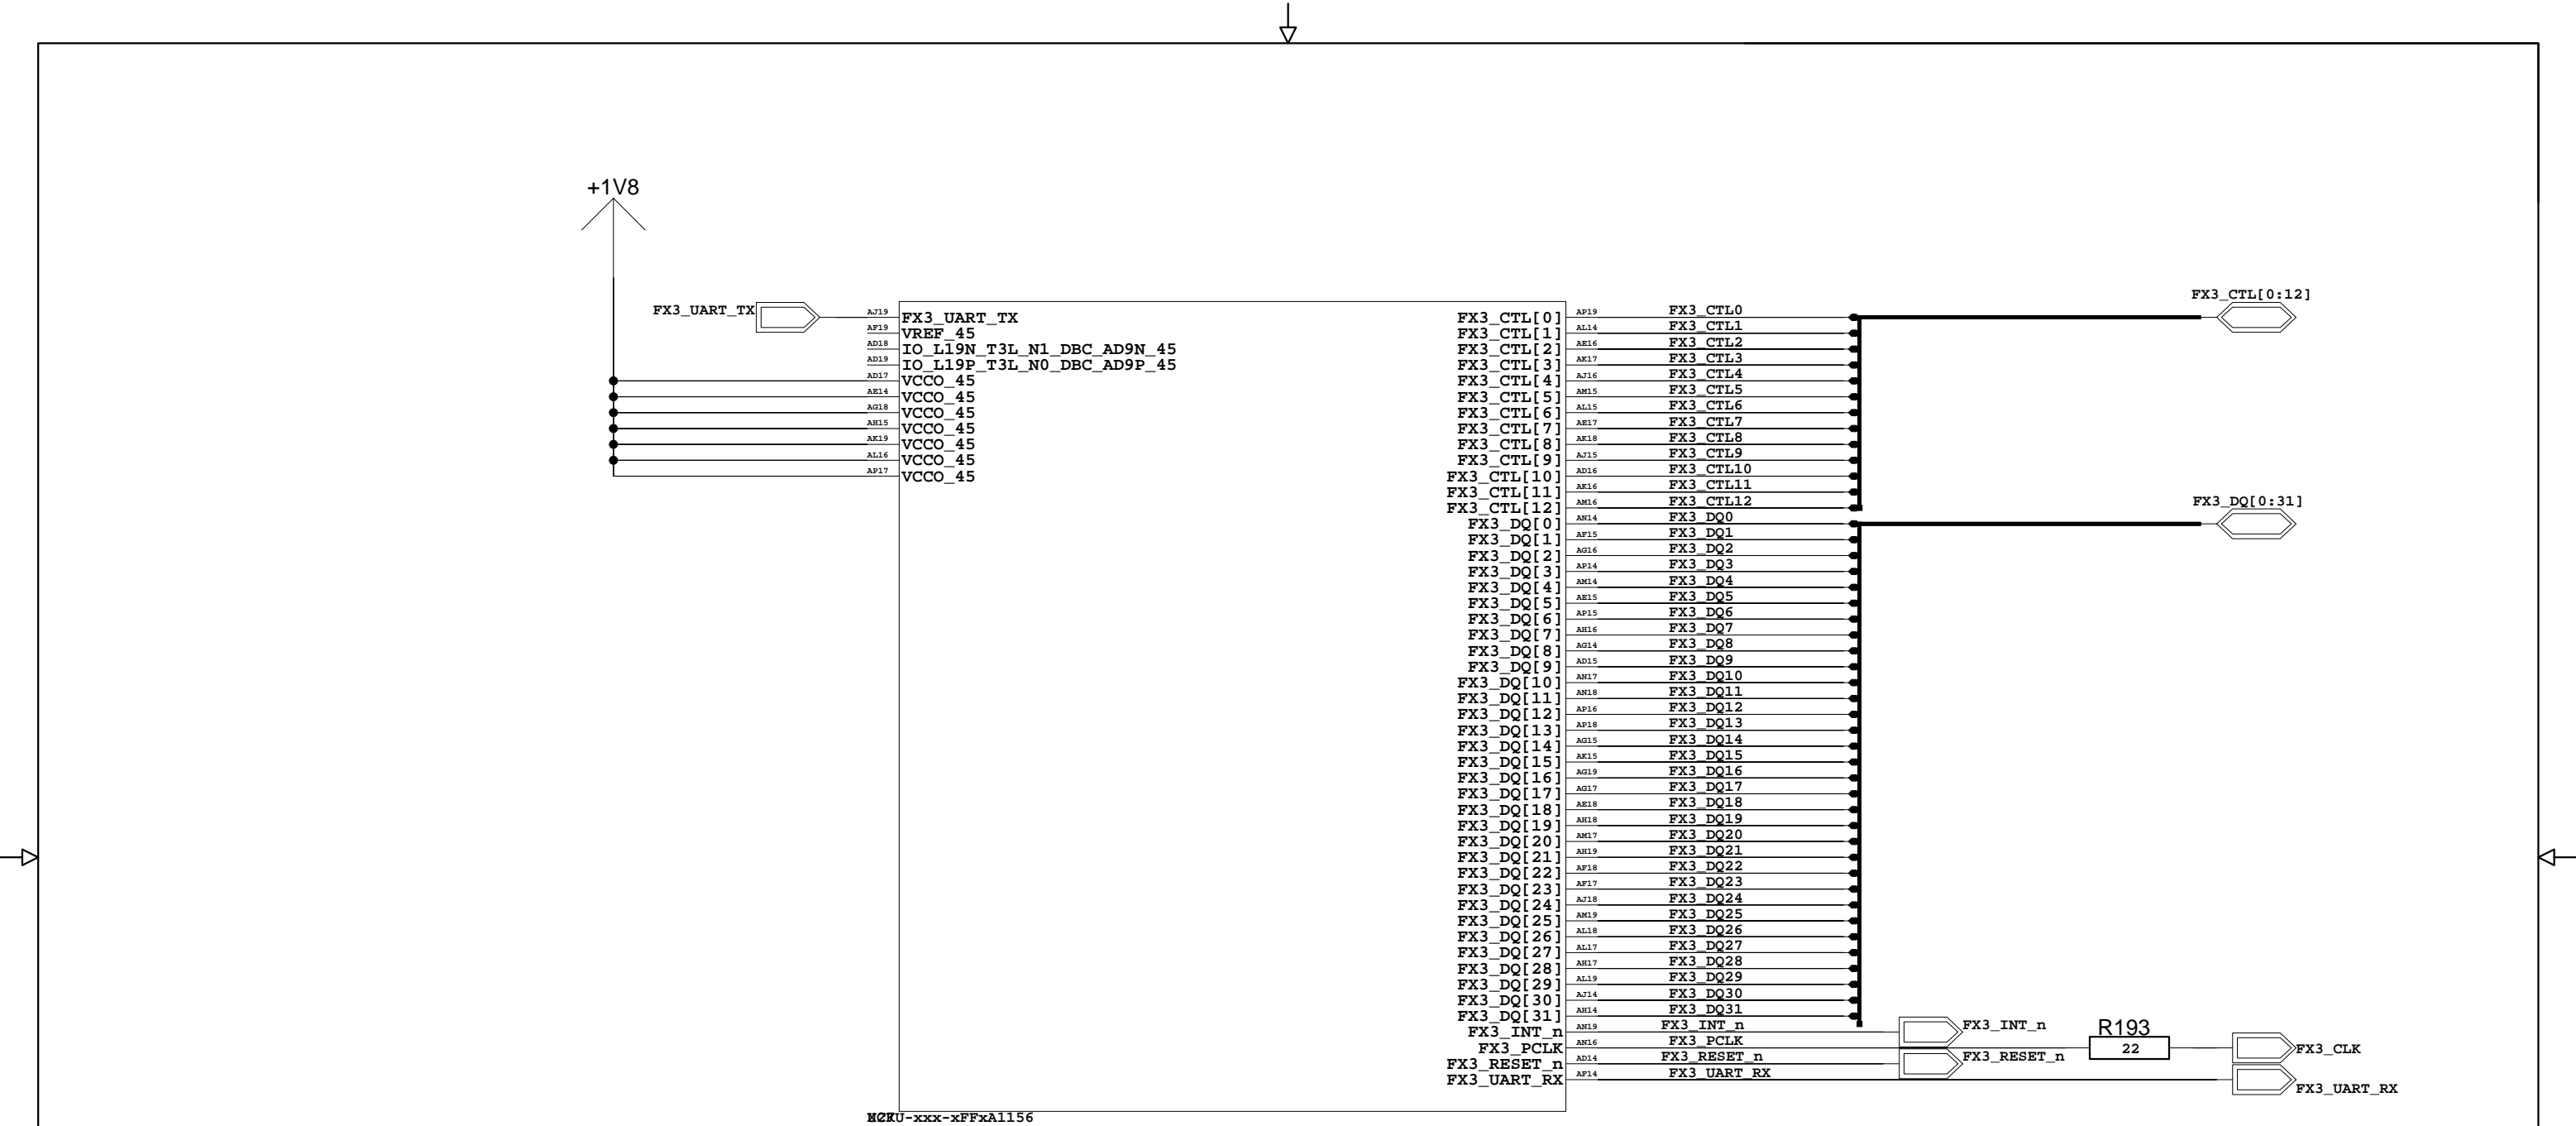 +1V8
FX3_UART_TX
AJ19 FX3_UART_TX
AF19 VREF_45
AD18 IO_L19N_T3L_N1_DBC_AD9N_45
AD19 IO_L19P_T3L_N0_DBC_AD9P_45
AD17 VCCO_45
AE14 VCCO_45
AG18 VCCO_45
AH15 VCCO_45
AK19 VCCO_45
AL16 VCCO_45
AP17 VCCO_45
FX3_CTL[0] AP19 FX3_CTL0
FX3_CTL[1] AL14 FX3_CTL1
FX3_CTL[2] AE16 FX3_CTL2
FX3_CTL[3] AK17 FX3_CTL3
FX3_CTL[4] AJ16 FX3_CTL4
FX3_CTL[5] AM15 FX3_CTL5
FX3_CTL[6] AL15 FX3_CTL6
FX3_CTL[7] AE17 FX3_CTL7
FX3_CTL[8] AK18 FX3_CTL8
FX3_CTL[9] AJ15 FX3_CTL9
FX3_CTL[10] AD16 FX3_CTL10
FX3_CTL[11] AK16 FX3_CTL11
FX3_CTL[12] AM16 FX3_CTL12
FX3_DQ[0] AN14 FX3_DQ0
FX3_DQ[1] AF15 FX3_DQ1
FX3_DQ[2] AG16 FX3_DQ2
FX3_DQ[3] AP14 FX3_DQ3
FX3_DQ[4] AM14 FX3_DQ4
FX3_DQ[5] AE15 FX3_DQ5
FX3_DQ[6] AP15 FX3_DQ6
FX3_DQ[7] AH16 FX3_DQ7
FX3_DQ[8] AG14 FX3_DQ8
FX3_DQ[9] AD15 FX3_DQ9
FX3_DQ[10] AN17 FX3_DQ10
FX3_DQ[11] AN18 FX3_DQ11
FX3_DQ[12] AP16 FX3_DQ12
FX3_DQ[13] AP18 FX3_DQ13
FX3_DQ[14] AG15 FX3_DQ14
FX3_DQ[15] AK15 FX3_DQ15
FX3_DQ[16] AG19 FX3_DQ16
FX3_DQ[17] AG17 FX3_DQ17
FX3_DQ[18] AE18 FX3_DQ18
FX3_DQ[19] AH18 FX3_DQ19
FX3_DQ[20] AM17 FX3_DQ20
FX3_DQ[21] AH19 FX3_DQ21
FX3_DQ[22] AF18 FX3_DQ22
FX3_DQ[23] AF17 FX3_DQ23
FX3_DQ[24] AJ18 FX3_DQ24
FX3_DQ[25] AM19 FX3_DQ25
FX3_DQ[26] AL18 FX3_DQ26
FX3_DQ[27] AL17 FX3_DQ27
FX3_DQ[28] AH17 FX3_DQ28
FX3_DQ[29] AL19 FX3_DQ29
FX3_DQ[30] AJ14 FX3_DQ30
FX3_DQ[31] AH14 FX3_DQ31
FX3_INT_n AN19 FX3_INT_n
FX3_PCLK AN16 FX3_PCLK
FX3_RESET_n AD14 FX3_RESET_n
FX3_UART_RX AF14 FX3_UART_RX
FX3_CTL[0:12]
FX3_DQ[0:31]
FX3_INT_n
FX3_RESET_n
R193
22
FX3_CLK
FX3_UART_RX